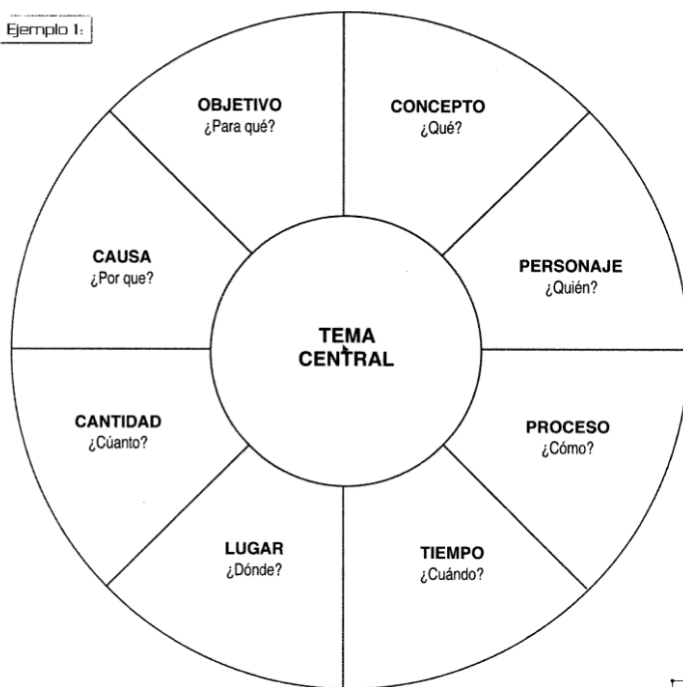 Ejemplo 1:
OBJETIVO
¿Para qué?
CONCEPTO
¿Qué?
CAUSA
¿Por que?
PERSONAJE
¿Quién?
TEMA
CENTRAL
CANTIDAD
¿Cúanto?
PROCESO
¿Cómo?
LUGAR
¿Dónde?
TIEMPO
¿Cuándo?